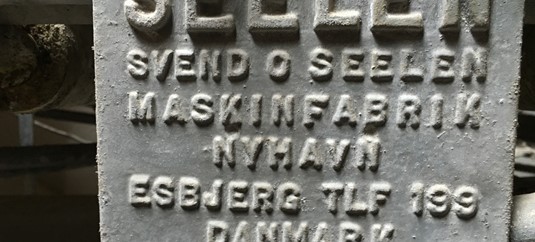 SEELEN
SVEND O SEELEN
MASKINFABRIK
NYHAVN
ESBJERG TLF 199
DANMARK